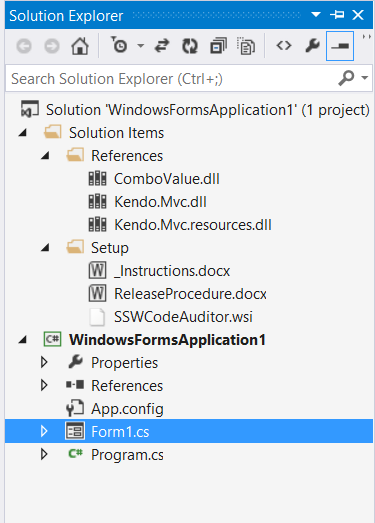 Solution Explorer
Search Solution Explorer (Ctrl+;)
Solution 'WindowsFormsApplication1' (1 project)
Solution Items
References
ComboValue.dll
Kendo.Mvc.dll
Kendo.Mvc.resources.dll
Setup
_Instructions.docx
ReleaseProcedure.docx
SSWCodeAuditor.wsi
WindowsFormsApplication1
Properties
References
App.config
Form1.cs
Program.cs